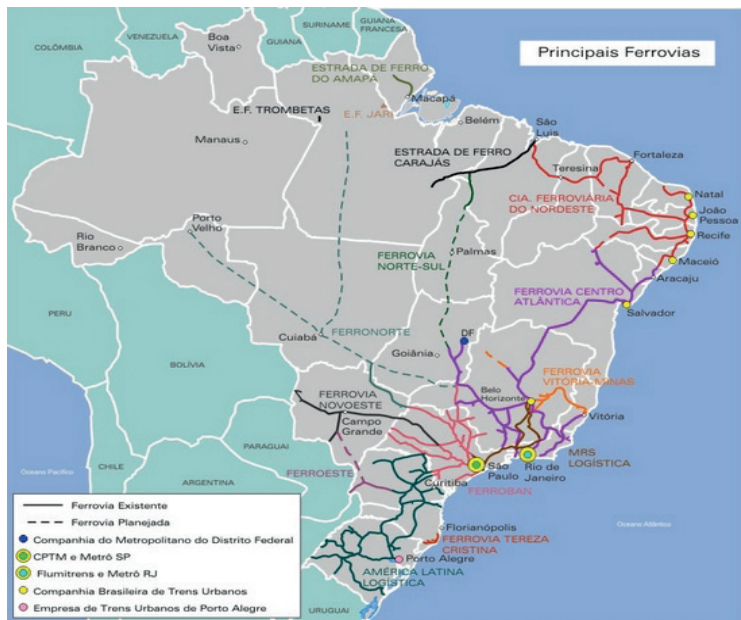 Principais Ferrovias
COLÔMBIA
VENEZUELA
GUIANA
SURINAME
GUIANA
FRANCESA
Boa
Vista
ESTRADA DE FERRO
DO AMAPA
Macapá
E.F. TROMBETAS
E.F. JARI
Belém
Manaus
São
Luis
ESTRADA DE FERRO
CARAJÁS
Teresina
Fortaleza
CIA. FERROVIÁRIA
DO NORDESTE
Natal
João
Pessoa
Recife
Maceió
Aracaju
Porto
Velho
Rio
Branco
FERROVIA
NORTE-SUL
Palmas
FERROVIA CENTRO
ATLÂNTICA
Salvador
PERU
Cuiabá
FERRONORTE
DF
Goiânia
BOLÍVIA
FERROVIA
VITÓRIA-MINAS
Belo
Horizonte
Vitória
FERROVIA
NOVOESTE
Campo
Grande
MRS
LOGÍSTICA
São
Paulo
Rio de
Janeiro
PARAGUAI
FERROESTE
Curitiba
FERROBAN
CHILE
ARGENTINA
Oceano Pacífico
Oceano Atlântico
Florianópolis
FERROVIA TEREZA
CRISTINA
Porto Alegre
AMÉRICA LATINA
LOGÍSTICA
URUGUAI
Ferrovia Existente
Ferrovia Planejada
Companhia do Metropolitano do Distrito Federal
CPTM e Metrô SP
Flumitrens e Metrô RJ
Companhia Brasileira de Trens Urbanos
Empresa de Trens Urbanos de Porto Alegre